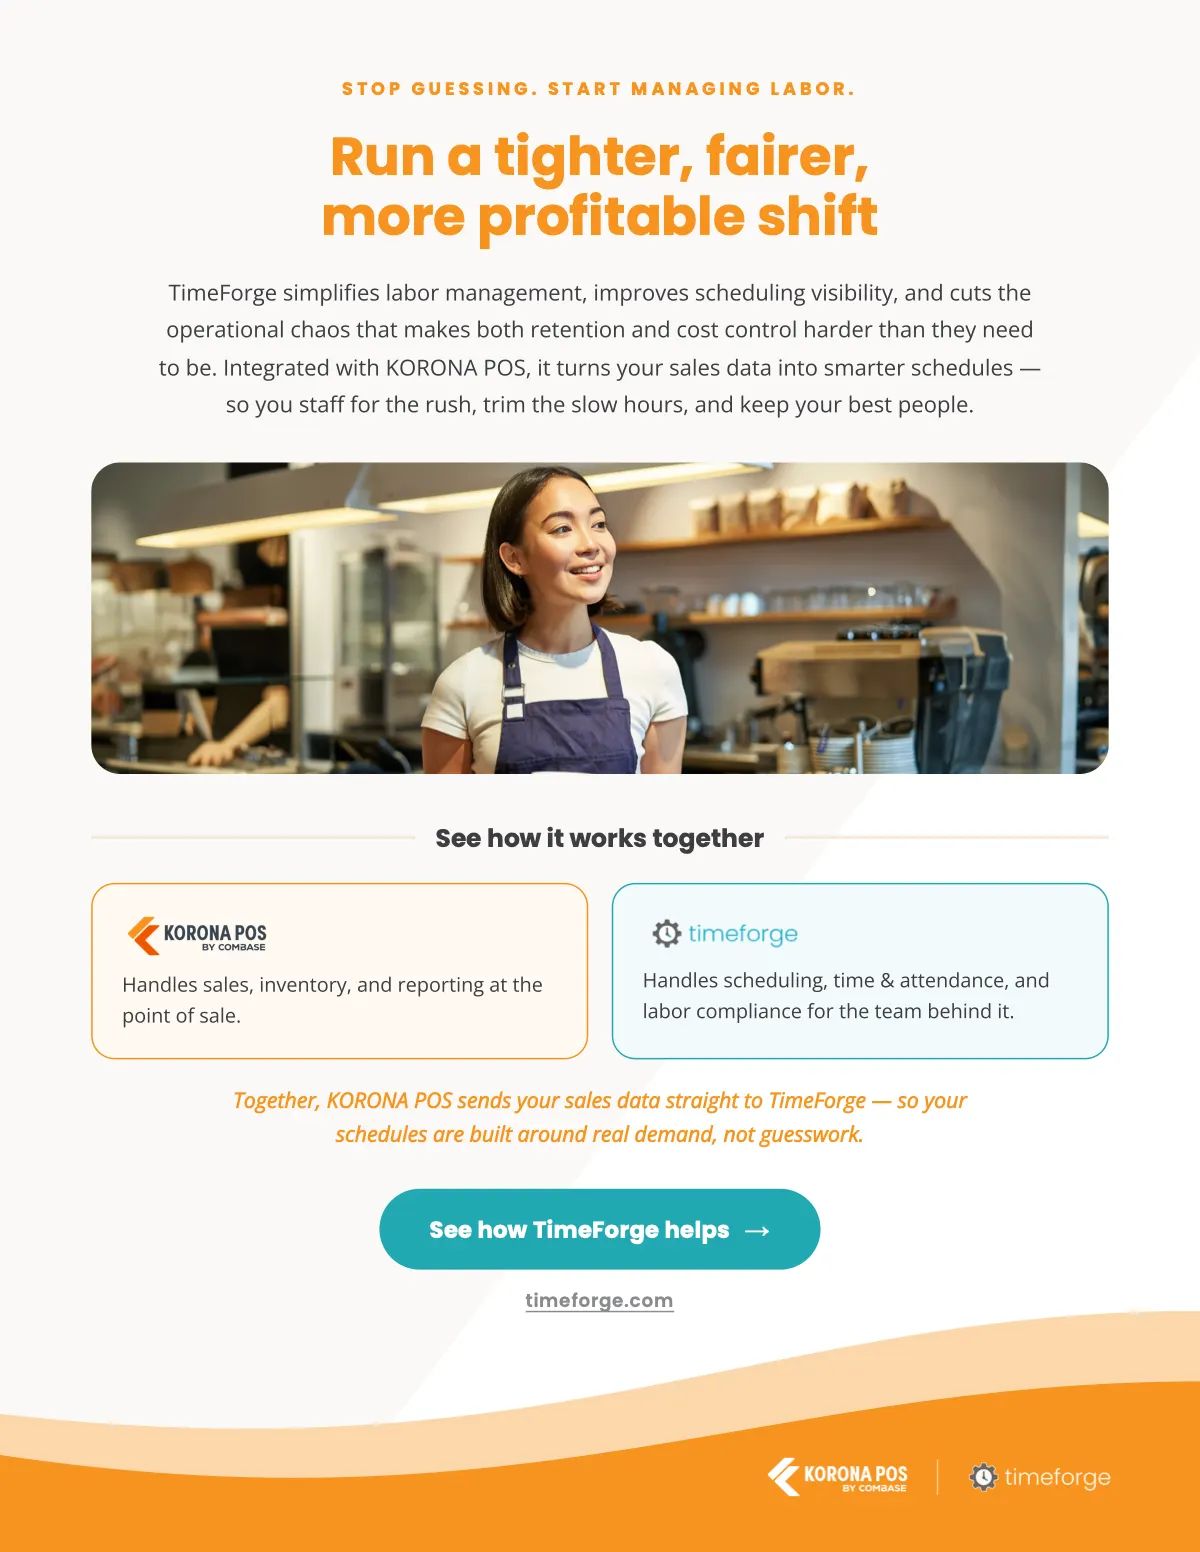 STOP GUESSING. START MANAGING LABOR.
Run a tighter, fairer,
more profitable shift
TimeForge simplifies labor management, improves scheduling visibility, and cuts the
operational chaos that makes both retention and cost control harder than they need
to be. Integrated with KORONA POS, it turns your sales data into smarter schedules —
so you staff for the rush, trim the slow hours, and keep your best people.
See how it works together
KORONA POS
BY COMBASE
Handles sales, inventory, and reporting at the
point of sale.
timeforge
Handles scheduling, time & attendance, and
labor compliance for the team behind it.
Together, KORONA POS sends your sales data straight to TimeForge — so your
schedules are built around real demand, not guesswork.
See how TimeForge helps →
timeforge.com
KORONA POS
BY COMBASE
timeforge